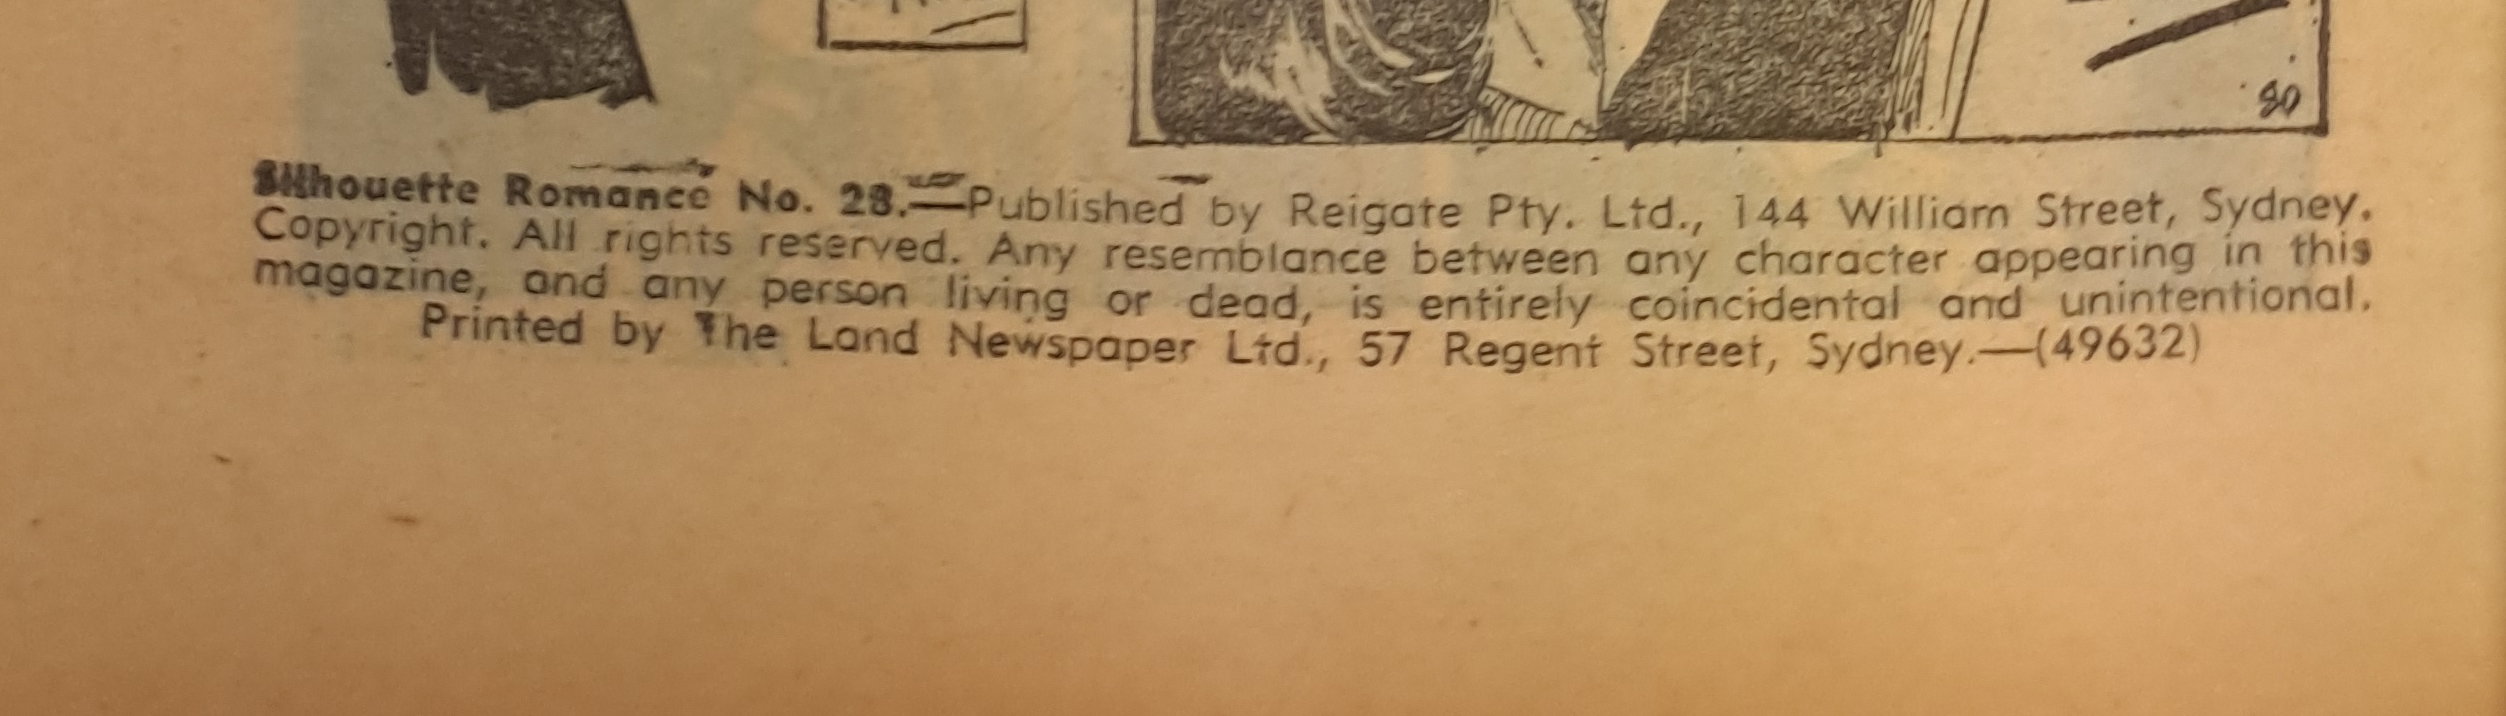 80
Silhouette Romance No. 28.—Published by Reigate Pty. Ltd., 144 William Street, Sydney.
Copyright. All rights reserved. Any resemblance between any character appearing in this
magazine, and any person living or dead, is entirely coincidental and unintentional.
Printed by The Land Newspaper Ltd., 57 Regent Street, Sydney.—(49632)